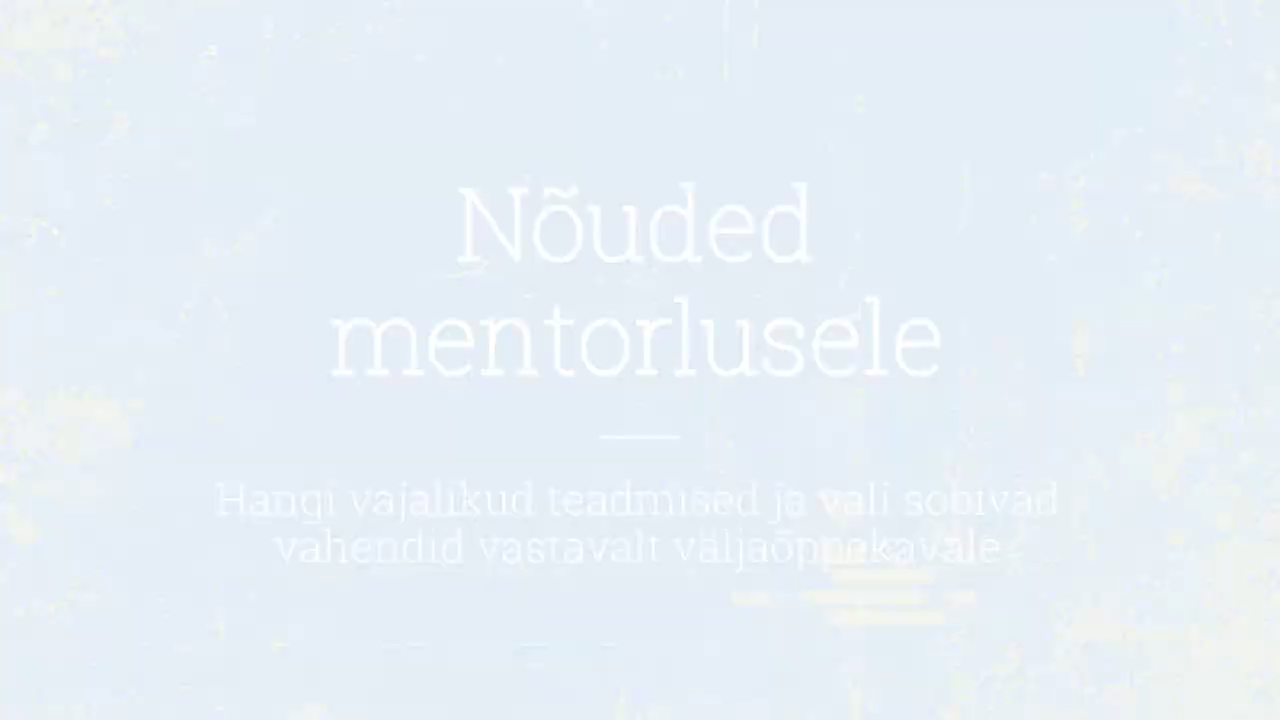 Nõuded
mentorlusele
Hangi vajalikud teadmised ja vali sobivad
vahendid vastavalt väljaõppekavale